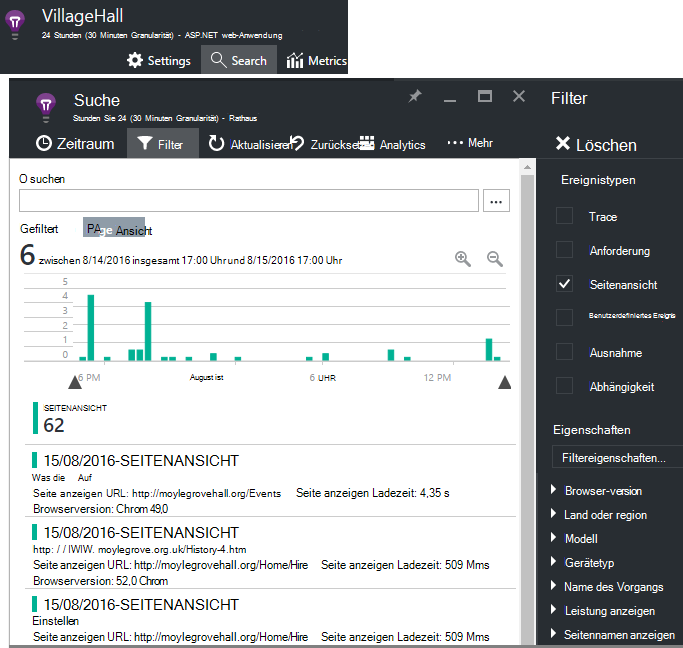 VillageHall
24 Stunden (30 Minuten Granularität) - ASP.NET web-Anwendung
Settings Search Metrics
Suche
Stunden Sie 24 (30 Minuten Granularität) - Rathaus
Zeitraum Filter Aktualisieren Zurückse Analytics ··· Mehr
O suchen
...
Gefiltert PAge Ansicht
6 zwischen 8/14/2016 insgesamt 17:00 Uhr und 8/15/2016 17:00 Uhr
5
4
3
2
1
0
6 PM August ist 6 UHR 12 PM
SEITENANSICHT
62
15/08/2016-SEITENANSICHT
Was die Auf
Seite anzeigen URL: http://moylegrovehall.org/Events Seite anzeigen Ladezeit: 4,35 s
Browserversion: Chrom 49,0
15/08/2016-SEITENANSICHT
http: / / IWIW. moylegrove.org.uk/History-4.htm
Seite anzeigen URL: http://moylegrovehall.org/Home/Hire Seite anzeigen Ladezeit: 509 Mms
Browserversion: 52,0 Chrom
15/08/2016-SEITENANSICHT
Einstellen
Seite anzeigen URL: http://moylegrovehall.org/Home/Hire Seite anzeigen Ladezeit: 509 Mms
Filter
Löschen
Ereignistypen
Trace
Anforderung
Seitenansicht
Benutzerdefiniertes Ereignis
Ausnahme
Abhängigkeit
Eigenschaften
Filtereigenschaften...
Browser-version
Land oder region
Modell
Gerätetyp
Name des Vorgangs
Leistung anzeigen
Seitennamen anzeigen